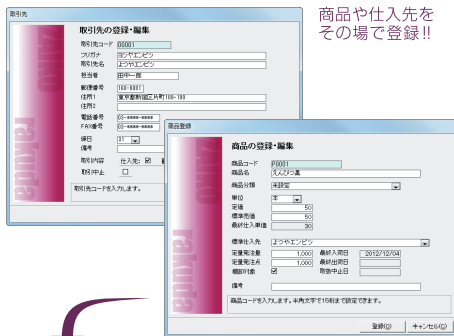 商品や仕入先を
その場で登録!!
取引先
取引先の登録・編集
取引先コード 00001
フリガナ ヨツヤエンピツ
取引先名 よつやエンピツ
担当者 田中一郎
郵便番号 160-0001
住所1 東京都新宿区片町100-100
住所2
電話番号 03-****-****
FAX番号 03-****-****
締日 31
備考
取引内容 仕入先:
取引中止
取引先コードを入力します。
rakuta
商品登録
商品の登録・編集
商品コード P0001
商品名 えんぴつ黒
商品分類 未設定
単位 本
定価 50
標準売価 50
最終仕入単価 30
標準仕入先 よつやエンピツ
定量発注量 1,000 最終入荷日 2012/12/04
定量発注点 1,000 最終出荷日
棚卸対象 取扱中止日
備考
商品コードを入力します。半角文字で15桁まで設定できます。
rakuta
登録(O) キャンセル(C)